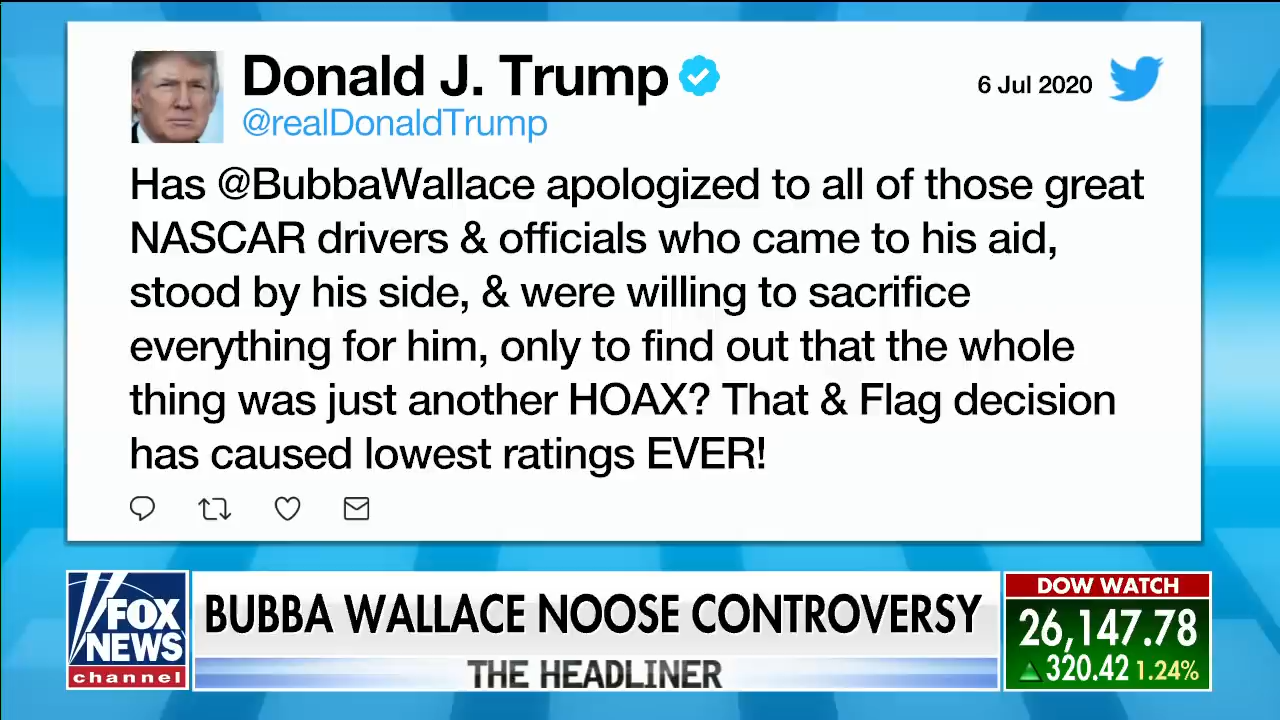 Donald J. Trump
@realDonaldTrump
6 Jul 2020
Has @BubbaWallace apologized to all of those great
NASCAR drivers & officials who came to his aid,
stood by his side, & were willing to sacrifice
everything for him, only to find out that the whole
thing was just another HOAX? That & Flag decision
has caused lowest ratings EVER!
FOX
NEWS
channel
BUBBA WALLACE NOOSE CONTROVERSY
THE HEADLINER
DOW WATCH
26,147.78
320.42 1.24%